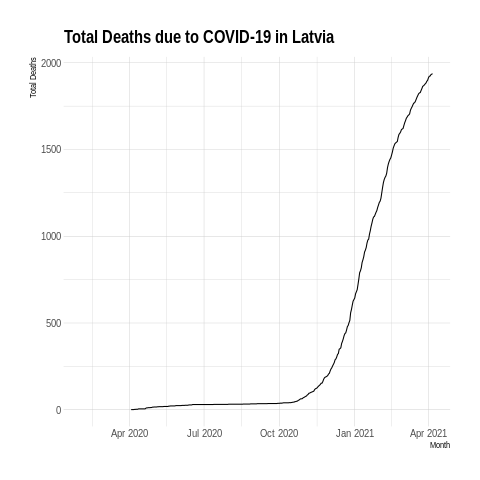 Total Deaths due to COVID-19 in Latvia
Total Deaths
2000
1500
1000
500
0
Apr 2020 Jul 2020 Oct 2020 Jan 2021 Apr 2021
Month